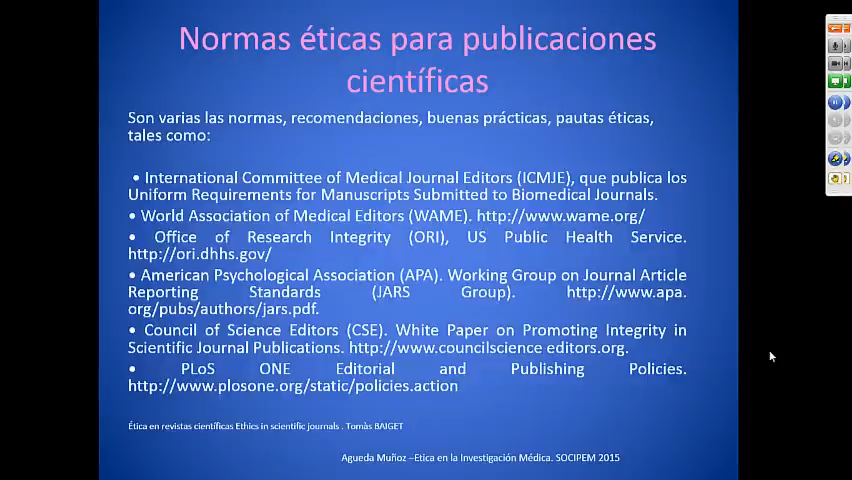 Normas éticas para publicaciones
científicas
Son varias las normas, recomendaciones, buenas prácticas, pautas éticas,
tales como:
• International Committee of Medical Journal Editors (ICMJE), que publica los
Uniform Requirements for Manuscripts Submitted to Biomedical Journals.
• World Association of Medical Editors (WAME). http://www.wame.org/
• Office of Research Integrity (ORI), US Public Health Service.
http://ori.dhhs.gov/
• American Psychological Association (APA). Working Group on Journal Article
Reporting Standards (JARS Group). http://www.apa.
org/pubs/authors/jars.pdf.
• Council of Science Editors (CSE). White Paper on Promoting Integrity in
Scientific Journal Publications. http://www.councilscience editors.org.
• PLoS ONE Editorial and Publishing Policies.
http://www.plosone.org/static/policies.action
Ética en revistas científicas Ethics in scientific journals . Tomàs BAIGET
Agueda Muñoz –Etica en la Investigación Médica. SOCIPEM 2015